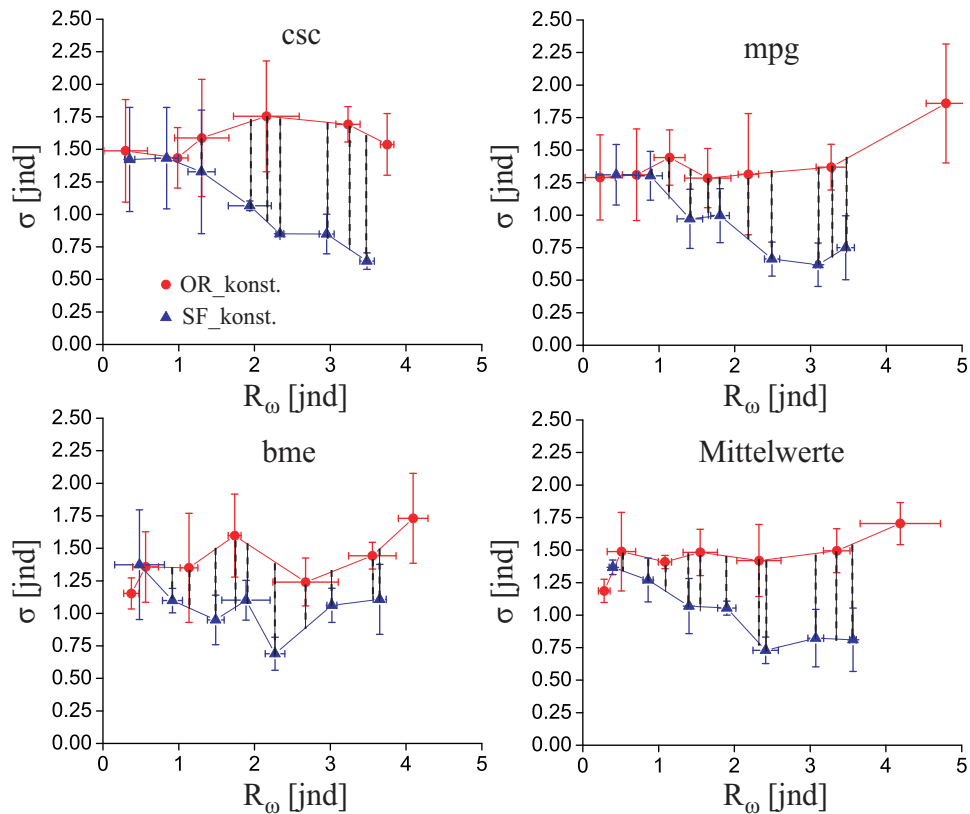 csc
σ [jnd]
2.50
2.25
2.00
1.75
1.50
1.25
1.00
0.75
0.50
0.25
0.00
OR_konst.
SF_konst.
0 1 2 3 4 5
R_ω [jnd]
mpg
σ [jnd]
2.50
2.25
2.00
1.75
1.50
1.25
1.00
0.75
0.50
0.25
0.00
0 1 2 3 4 5
R_ω [jnd]
bme
σ [jnd]
2.50
2.25
2.00
1.75
1.50
1.25
1.00
0.75
0.50
0.25
0.00
0 1 2 3 4 5
R_ω [jnd]
Mittelwerte
σ [jnd]
2.50
2.25
2.00
1.75
1.50
1.25
1.00
0.75
0.50
0.25
0.00
0 1 2 3 4 5
R_ω [jnd]